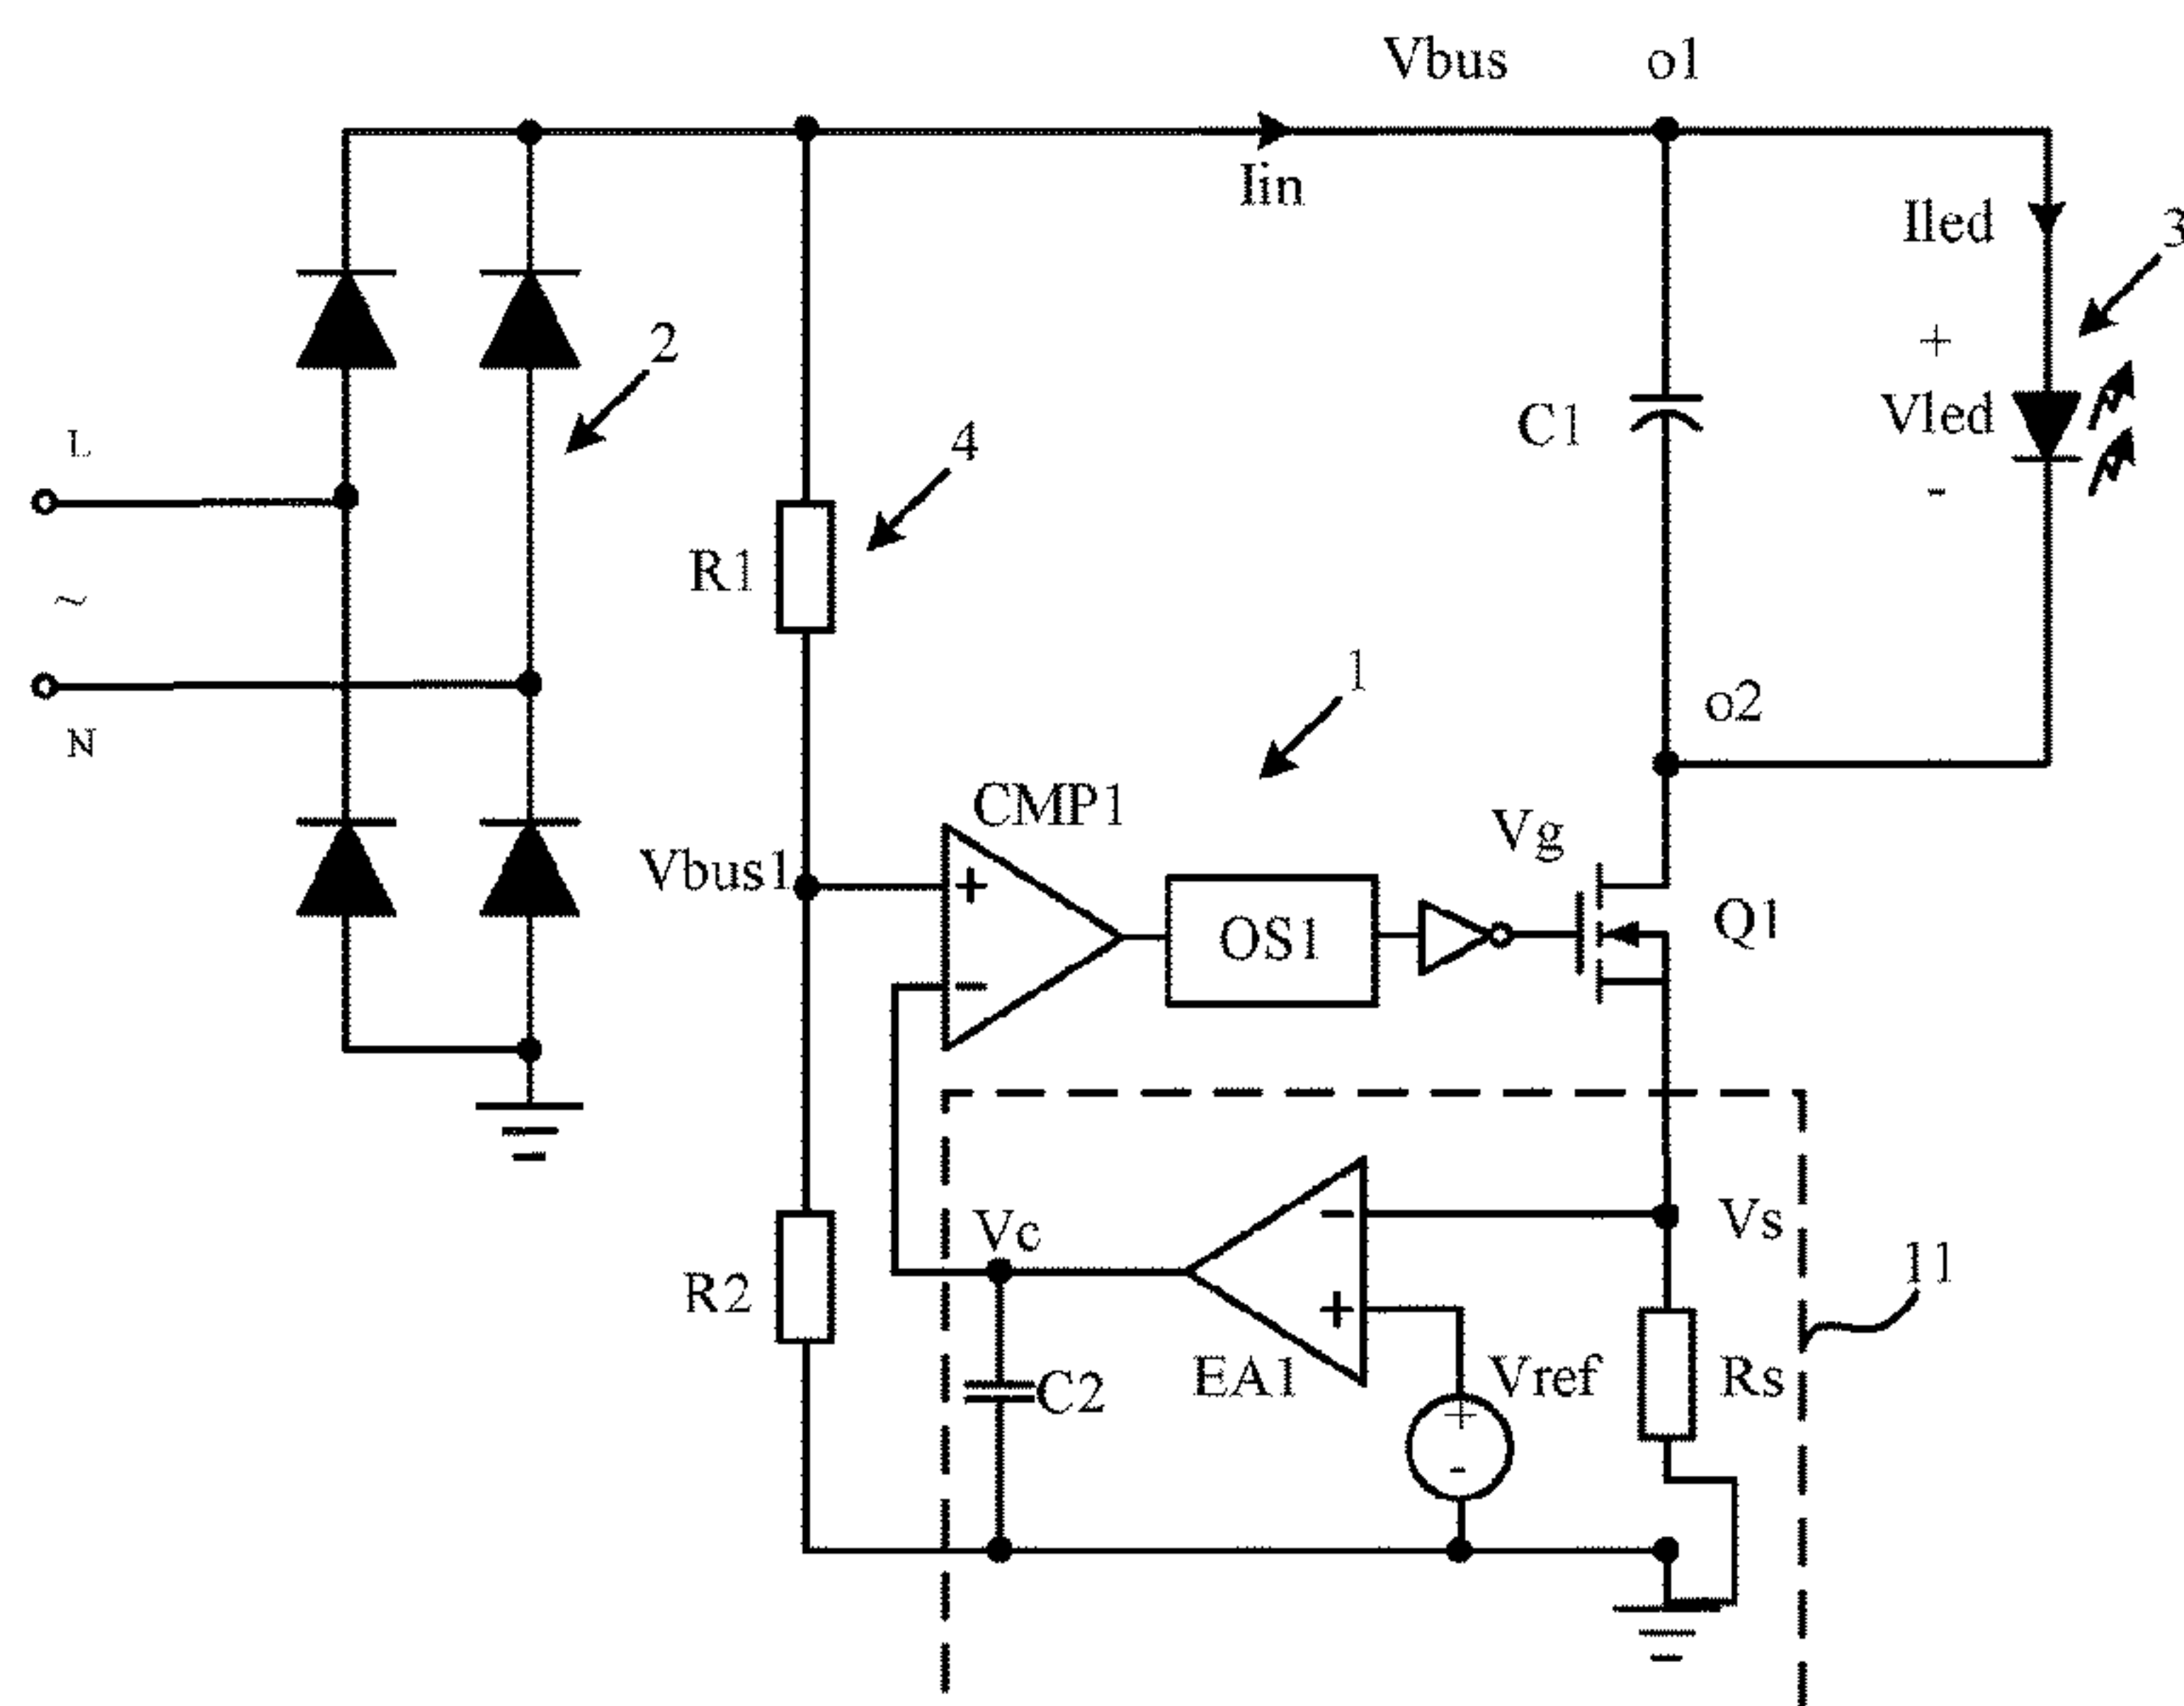 Vbus o1
Iin
Iled
3
2
+
L
4
C1
Vled
-
R1
~
1
o2
N
CMP1
Vg
Vbus1
+
OS1
Q1
-
-
Vc
Vs
11
R2
+
EA1
Vref
Rs
C2
+
-